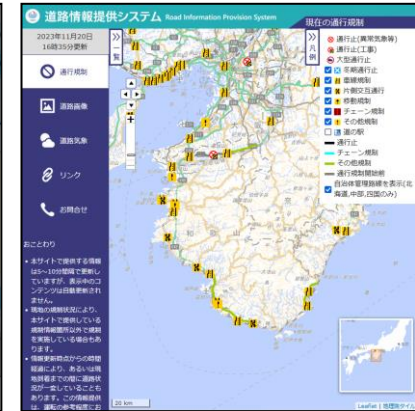 道路情報提供システム Road Information Provision System
現在の通行規制
2023年11月20日
16時35分更新
一覧
凡例
通行規制
道路画像
道路気象
リンク
お問合せ
通行止(異常気象等)
通行止(工事)
大型通行止
冬期通行止
車線規制
片側交互通行
移動規制
チェーン規制
その他規制
道の駅
通行止
チェーン規制
その他規制
通行規制開始前
自治体管理路線を表示(北
海道,中部,四国のみ)
おことわり
本サイトで提供する情報
は5～10分間隔で更新し
ていますが、表示中のコ
ンテンツは自動更新され
ません。
現地の規制状況により、
本サイトで提供している
規制情報箇所以外で規制
を実施している場合もあ
ります。
情報更新時点からの時間
経過により、あるいは現
地到着までの間に道路状
況が一変していることも
あります。この情報提供
は、運転の参考程度にお
20 km
Leaflet | 地理院タイル